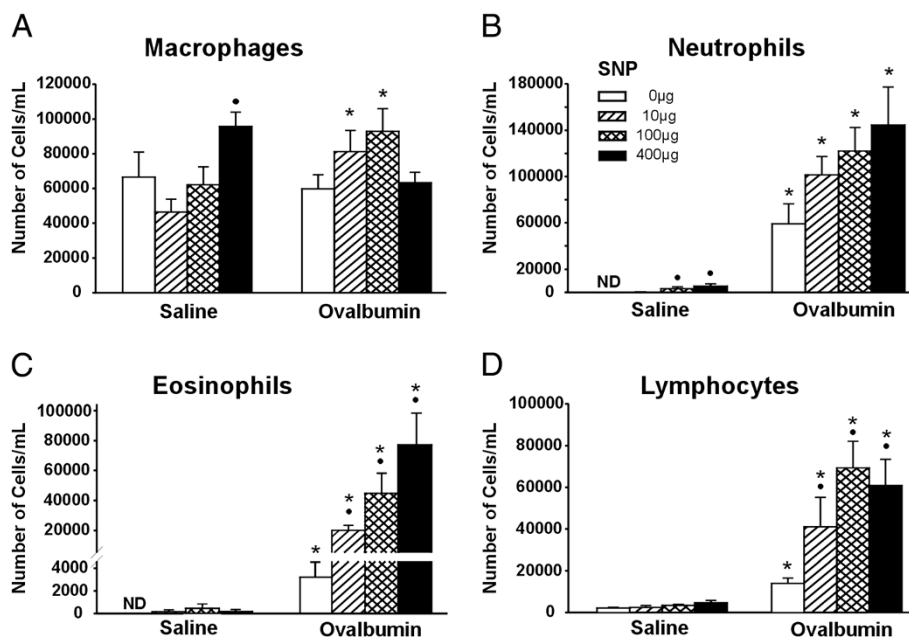 A
Macrophages
Number of Cells/mL
120000
100000
80000
60000
40000
20000
0
•
*
*
Saline
Ovalbumin
B
Neutrophils
SNP
0µg
10µg
100µg
400µg
Number of Cells/mL
180000
140000
100000
60000
20000
0
ND
•
•
*
*
*
*
Saline
Ovalbumin
C
Eosinophils
Number of Cells/mL
100000
80000
60000
40000
20000
4000
2000
0
ND
*
*
•
*
•
*
•
Saline
Ovalbumin
D
Lymphocytes
Number of Cells/mL
100000
80000
60000
40000
20000
0
*
*
•
*
•
*
•
Saline
Ovalbumin